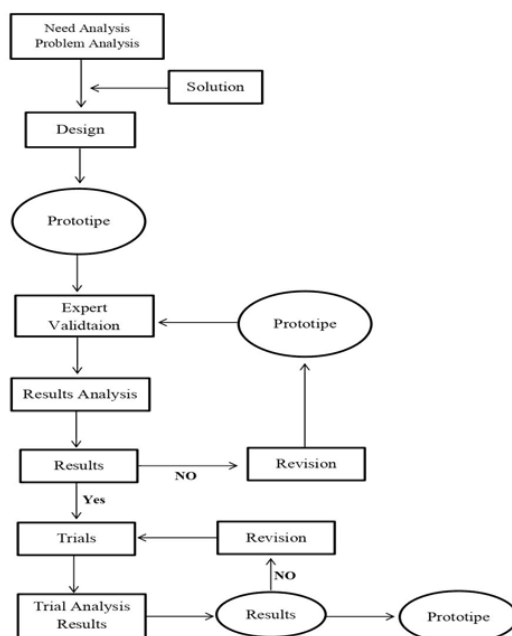 Need Analysis
Problem Analysis
Solution
Design
Prototipe
Expert
Validtaion
Prototipe
Results Analysis
Results
NO
Revision
Yes
Trials
Revision
NO
Trial Analysis
Results
Results
Prototipe